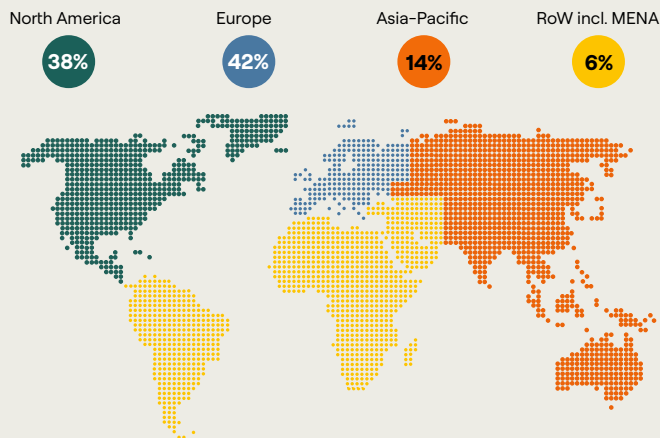 North America
Europe
Asia-Pacific
RoW incl. MENA
38%
42%
14%
6%